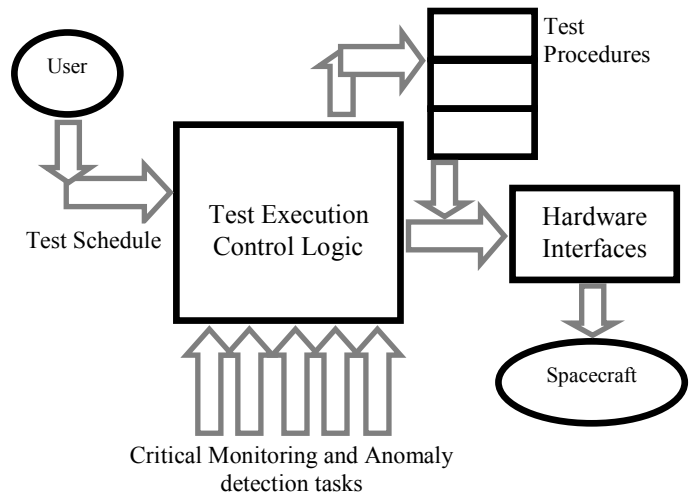 User
Test
Procedures
Test Execution
Control Logic
Test Schedule
Hardware
Interfaces
Spacecraft
Critical Monitoring and Anomaly
detection tasks